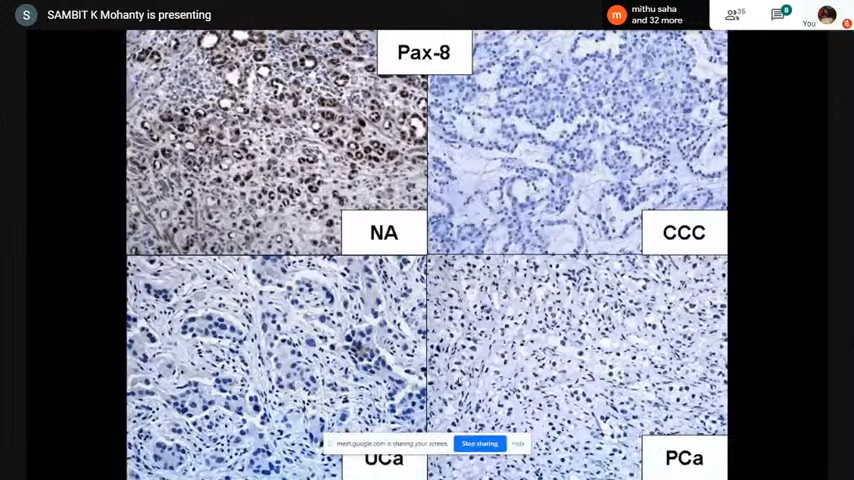 S SAMBIT K Mohanty is presenting
m mithu saha
and 32 more
35
8
You
Pax-8
NA
CCC
meet.google.com is sharing your screen.
Stop sharing
Hide
UCa
PCa